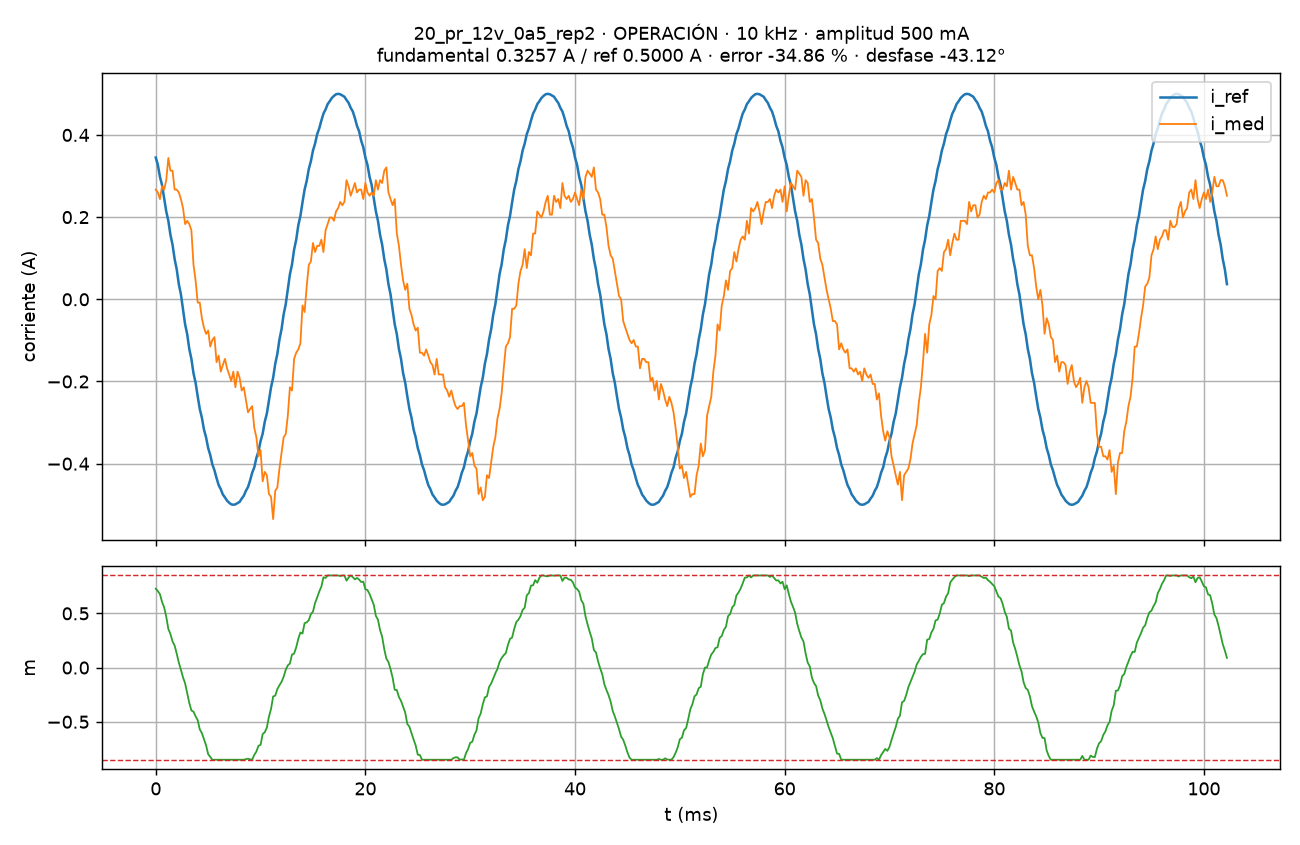 20_pr_12v_0a5_rep2 · OPERACIÓN · 10 kHz · amplitud 500 mA
fundamental 0.3257 A / ref 0.5000 A · error -34.86 % · desfase -43.12°
i_ref
i_med
corriente (A)
0.4
0.2
0.0
−0.2
−0.4
m
0.5
0.0
−0.5
0 20 40 60 80 100
t (ms)